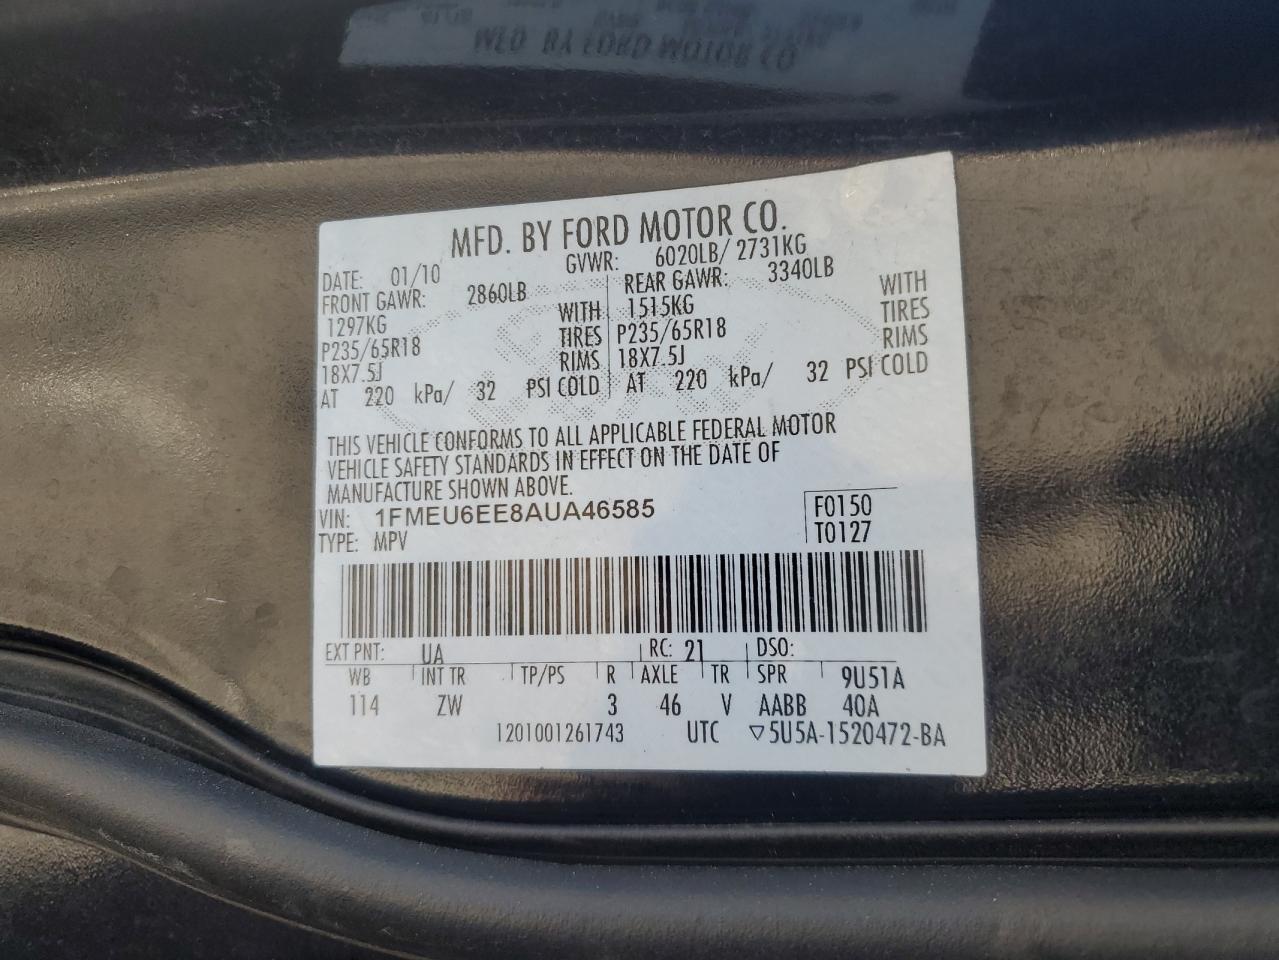 MFD. BY FORD MOTOR CO.
MFD. BY FORD MOTOR CO.
DATE: 01/10 GVWR: 6020LB/ 2731KG
FRONT GAWR: 2860LB REAR GAWR: 3340LB
1297KG WITH 1515KG WITH
P235/65R18 TIRES P235/65R18 TIRES
18X7.5J RIMS 18X7.5J RIMS
AT 220 kPa/ 32 PSI COLD AT 220 kPa/ 32 PSI COLD
THIS VEHICLE CONFORMS TO ALL APPLICABLE FEDERAL MOTOR
VEHICLE SAFETY STANDARDS IN EFFECT ON THE DATE OF
MANUFACTURE SHOWN ABOVE.
VIN: 1FMEU6EE8AUA46585 F0150
TYPE: MPV T0127
EXT PNT: UA RC: 21 DSO:
WB INT TR TP/PS R AXLE TR SPR 9U51A
114 ZW 3 46 V AABB 40A
1201001261743 UTC ▽5U5A-1520472-BA